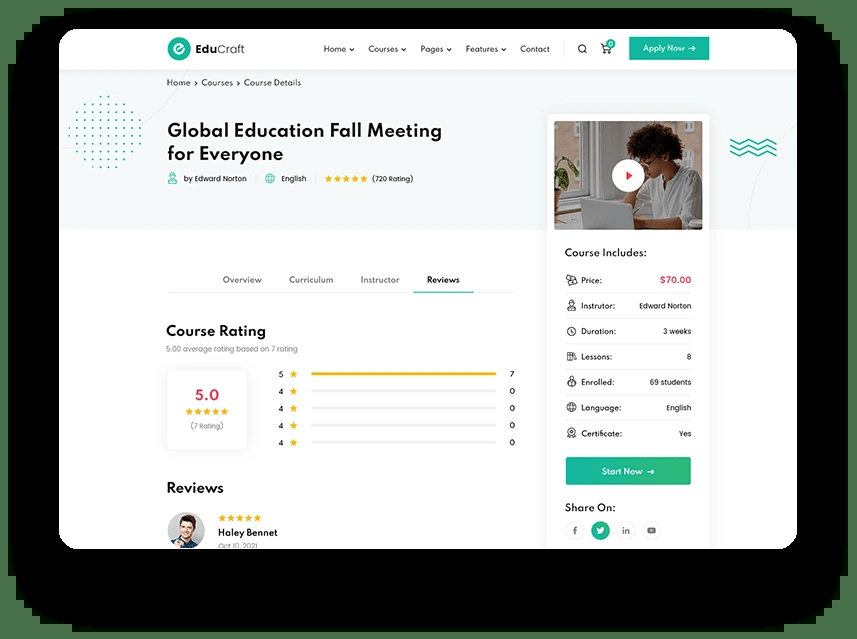 EduCraft
Home Courses Pages Features Contact 0 Apply Now →
Home > Courses > Course Details
Global Education Fall Meeting
for Everyone
by Edward Norton English (720 Rating)
Overview Curriculum Instructor Reviews
Course Rating
5.00 average rating based on 7 rating
5.0
(7 Rating)
5 7
4 0
4 0
4 0
4 0
Reviews
Haley Bennet
Oct 10, 2021
Course Includes:
Price: $70.00
Instrutor: Edward Norton
Duration: 3 weeks
Lessons: 8
Enrolled: 69 students
Language: English
Certificate: Yes
Start Now →
Share On: